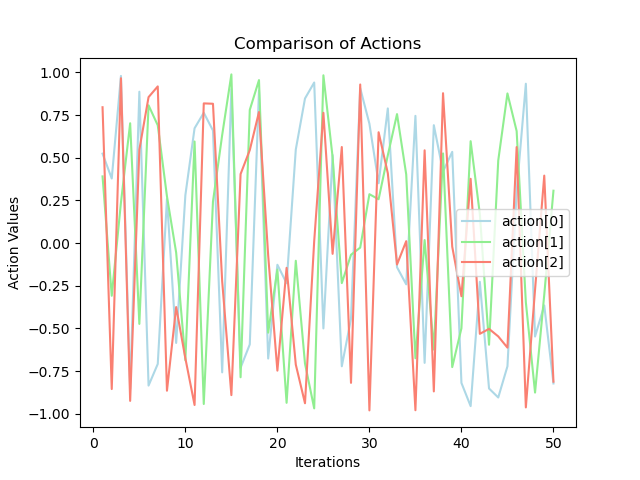 Comparison of Actions
1.00
0.75
0.50
0.25
0.00
−0.25
−0.50
−0.75
−1.00
Action Values
action[0]
action[1]
action[2]
0 10 20 30 40 50
Iterations